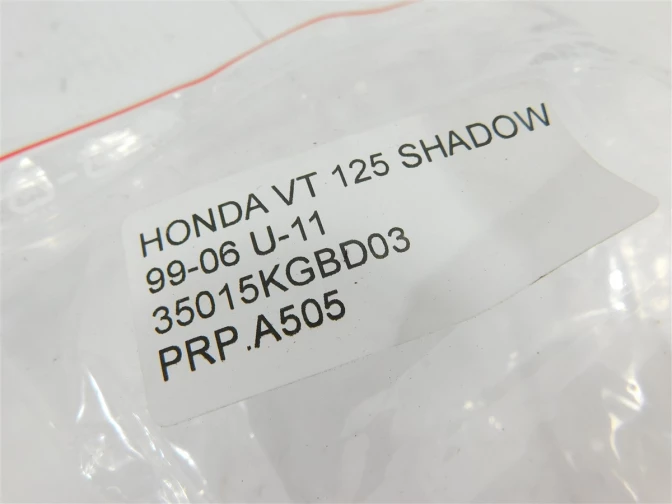 HONDA VT 125 SHADOW
99-06 U-11
35015KGBD03
PRP.A505